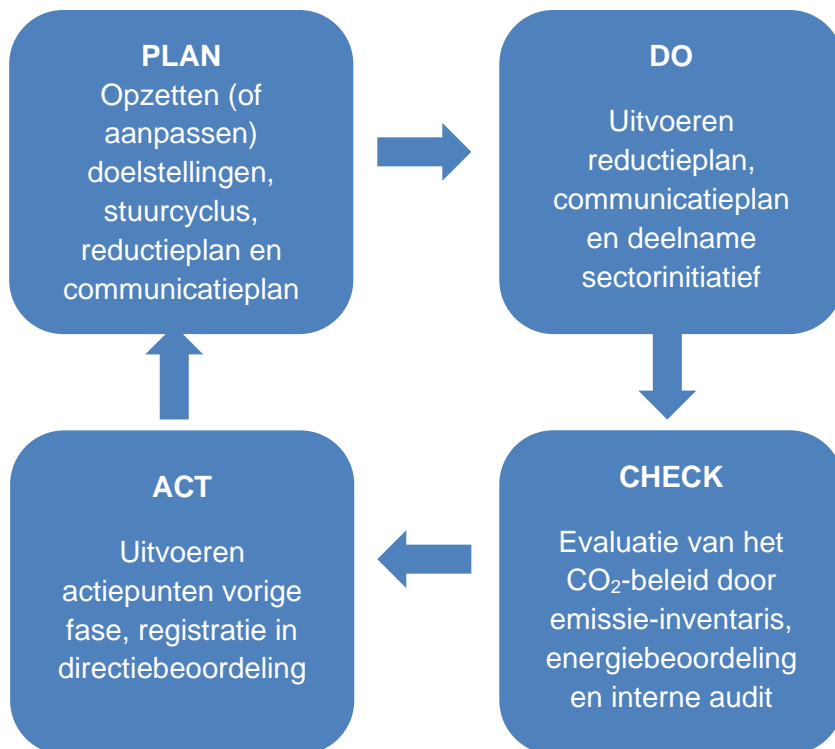 PLAN
Opzetten (of
aanpassen)
doelstellingen,
stuurcyclus,
reductieplan en
communicatieplan
DO
Uitvoeren
reductieplan,
communicatieplan
en deelname
sectorinitiatief
ACT
Uitvoeren
actiepunten vorige
fase, registratie in
directiebeoordeling
CHECK
Evaluatie van het
CO₂-beleid door
emissie-inventaris,
energiebeoordeling
en interne audit